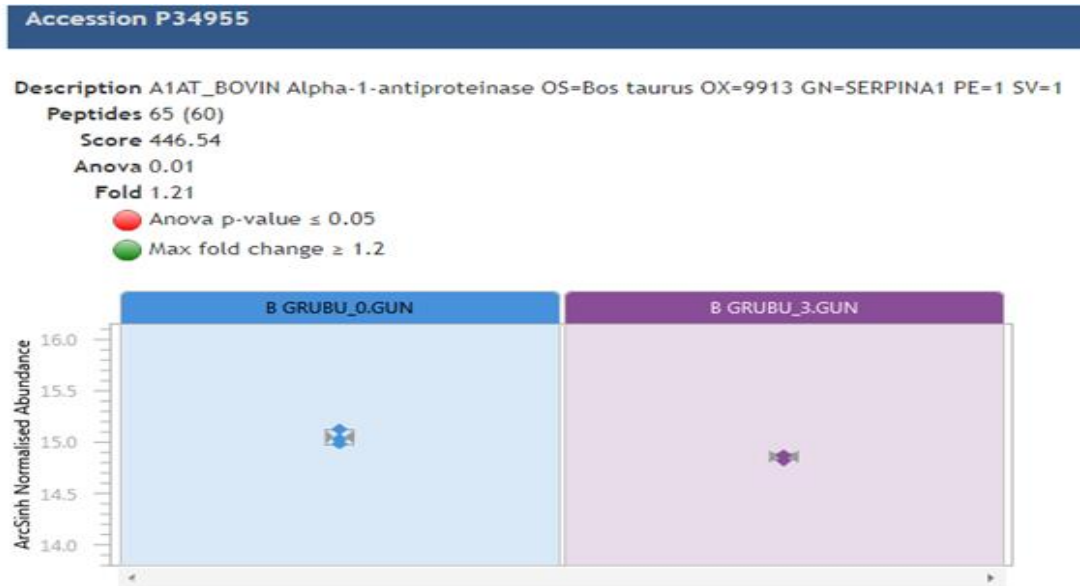 Accession P34955
Description A1AT_BOVIN Alpha-1-antiproteinase OS=Bos taurus OX=9913 GN=SERPINA1 PE=1 SV=1
Peptides 65 (60)
Score 446.54
Anova 0.01
Fold 1.21
Anova p-value ≤ 0.05
Max fold change ≥ 1.2
B GRUBU_0.GUN B GRUBU_3.GUN
ArcSinh Normalised Abundance
16.0
15.5
15.0
14.5
14.0